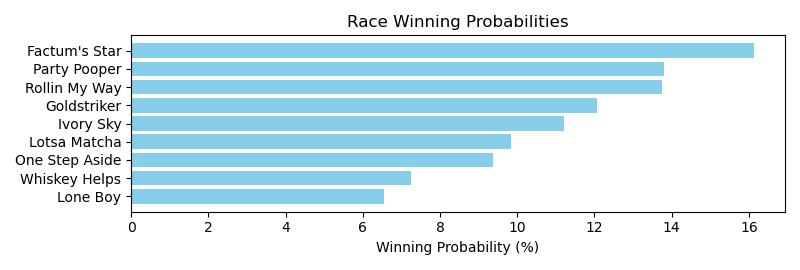 Race Winning Probabilities
Factum's Star
Party Pooper
Rollin My Way
Goldstriker
Ivory Sky
Lotsa Matcha
One Step Aside
Whiskey Helps
Lone Boy
0 2 4 6 8 10 12 14 16
Winning Probability (%)